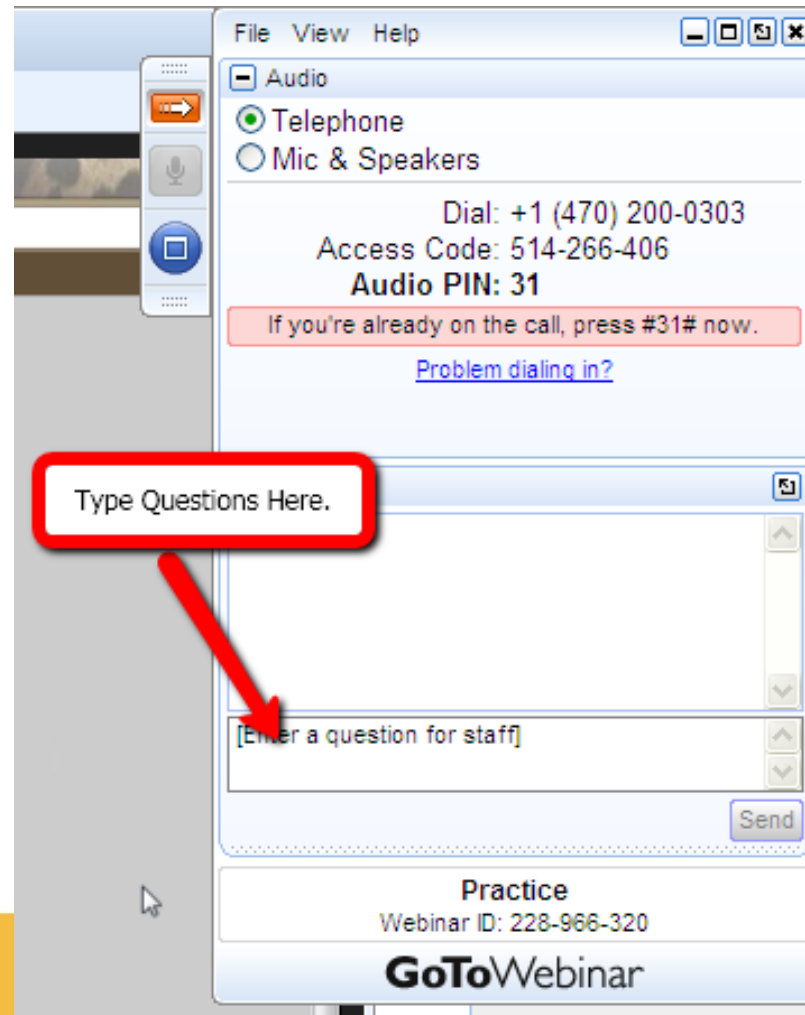 File View Help
Audio
Telephone
Mic & Speakers
Dial: +1 (470) 200-0303
Access Code: 514-266-406
Audio PIN: 31
If you're already on the call, press #31# now.
Problem dialing in?
Type Questions Here.
[Enter a question for staff]
Send
Practice
Webinar ID: 228-966-320
GoToWebinar